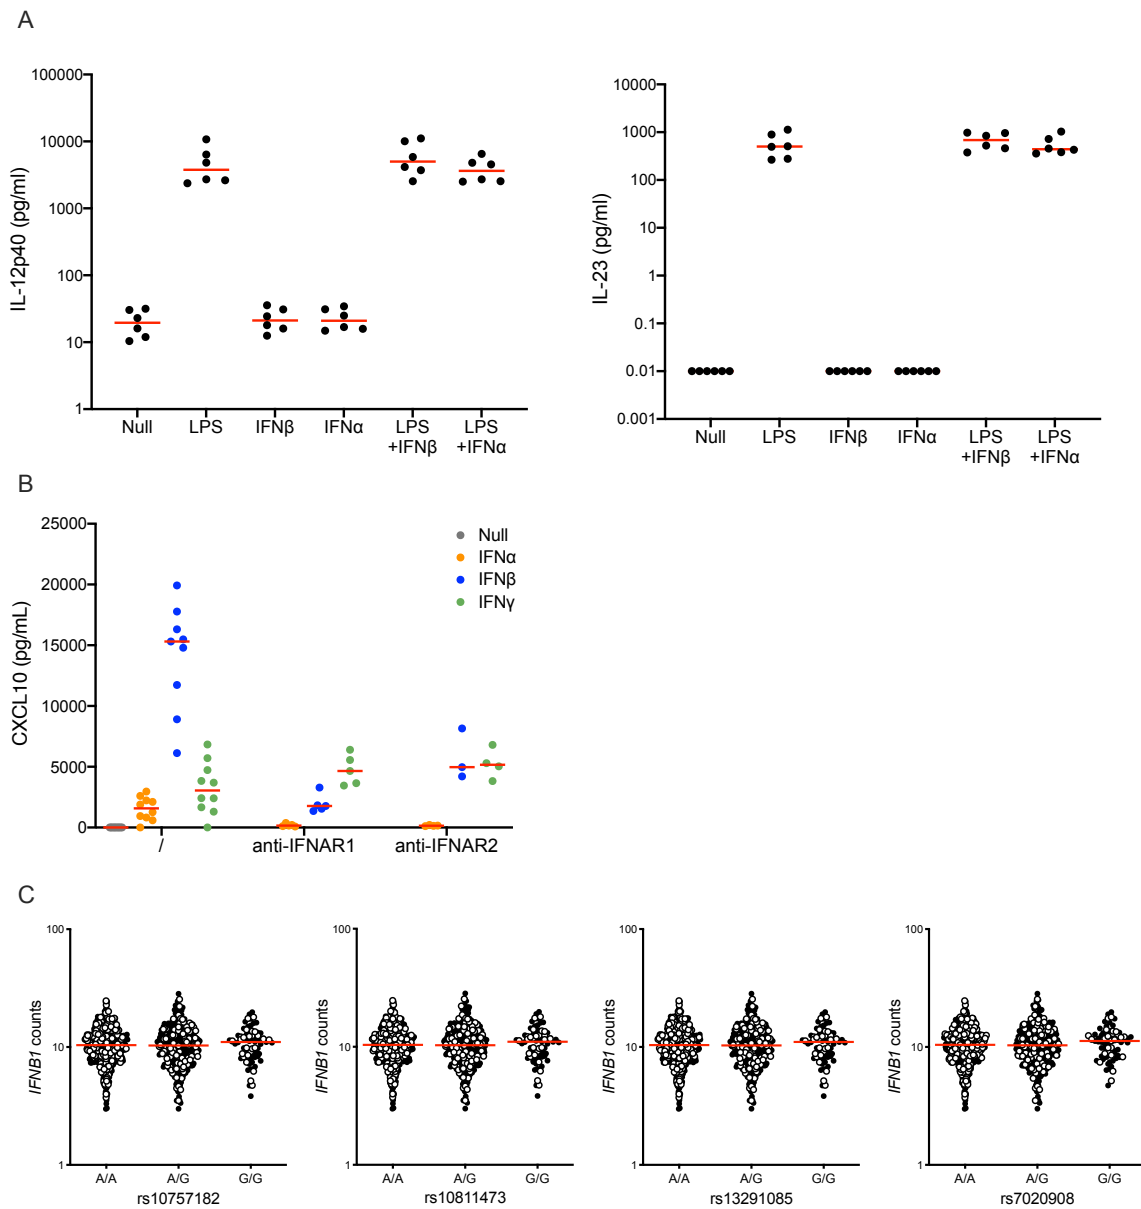 A
IL-12p40 (pg/ml)
100000
10000
1000
100
10
1
Null LPS IFNβ IFNα LPS +IFNβ LPS +IFNα
IL-23 (pg/ml)
10000
1000
100
10
1
0.1
0.01
0.001
Null LPS IFNβ IFNα LPS +IFNβ LPS +IFNα
B
CXCL10 (pg/mL)
25000
20000
15000
10000
5000
0
/ anti-IFNAR1 anti-IFNAR2
Null
IFNα
IFNβ
IFNγ
C
IFNB1 counts
100
10
1
A/A A/G G/G
rs10757182
IFNB1 counts
100
10
1
A/A A/G G/G
rs10811473
IFNB1 counts
100
10
1
A/A A/G G/G
rs13291085
IFNB1 counts
100
10
1
A/A A/G G/G
rs7020908